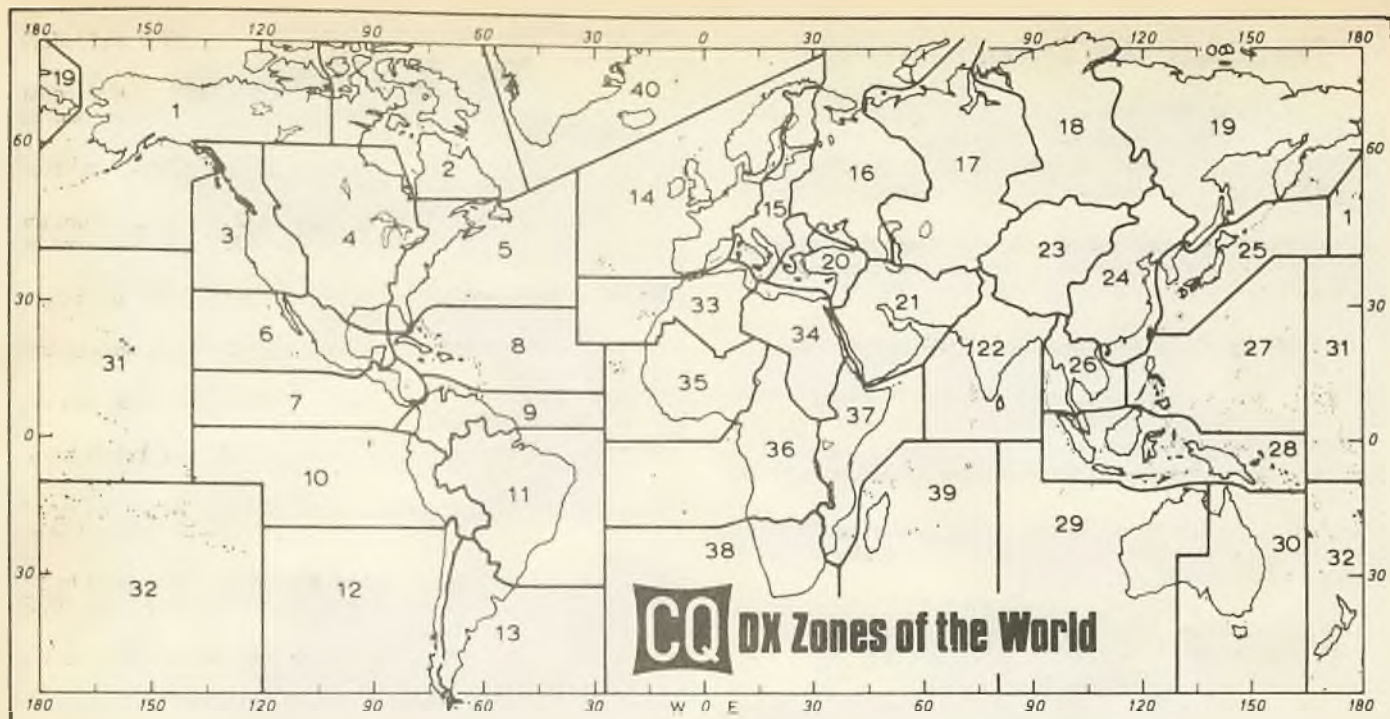 180 150 120 90 60 30 0 30 60 90 120 150 180
19 1 40 18 19
60 2 16 17 60
14
3 4 5 15 23 1
20 24 25
30 33 21 30
6 8 34 22 27 31
31 35 26
7 9 37
0 36 28 0
10 11 39
38 29 30
30 32 12 32 30
13 CQ DX Zones of the World
180 150 120 90 60 30 W 0 E 30 60 90 120 150 180